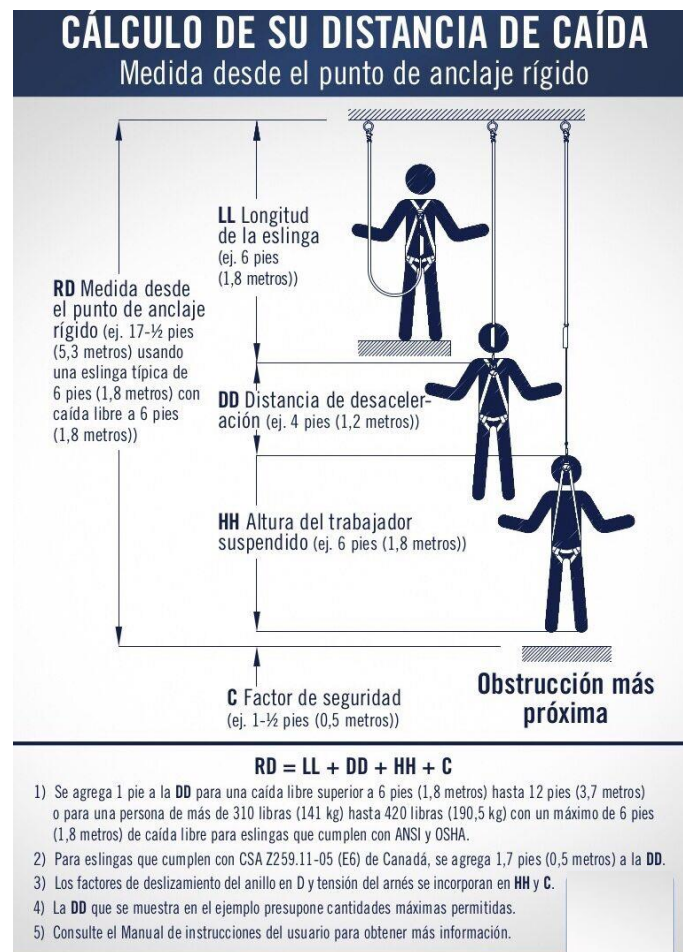 CÁLCULO DE SU DISTANCIA DE CAÍDA
Medida desde el punto de anclaje rígido
LL Longitud
de la eslinga
(ej. 6 pies
(1,8 metros))
RD Medida desde
el punto de anclaje
rígido (ej. 17-½ pies
(5,3 metros) usando
una eslinga típica de
6 pies (1,8 metros) con
caída libre a 6 pies
(1,8 metros))
DD Distancia de desaceler-
ación (ej. 4 pies (1,2 metros))
HH Altura del trabajador
suspendido (ej. 6 pies (1,8 metros))
C Factor de seguridad
(ej. 1-½ pies (0,5 metros))
Obstrucción más
próxima
RD = LL + DD + HH + C
1) Se agrega 1 pie a la DD para una caída libre superior a 6 pies (1,8 metros) hasta 12 pies (3,7 metros)
o para una persona de más de 310 libras (141 kg) hasta 420 libras (190,5 kg) con un máximo de 6 pies
(1,8 metros) de caída libre para eslingas que cumplen con ANSI y OSHA.
2) Para eslingas que cumplen con CSA Z259.11-05 (E6) de Canadá, se agrega 1,7 pies (0,5 metros) a la DD.
3) Los factores de deslizamiento del anillo en D y tensión del arnés se incorporan en HH y C.
4) La DD que se muestra en el ejemplo presupone cantidades máximas permitidas.
5) Consulte el Manual de instrucciones del usuario para obtener más información.